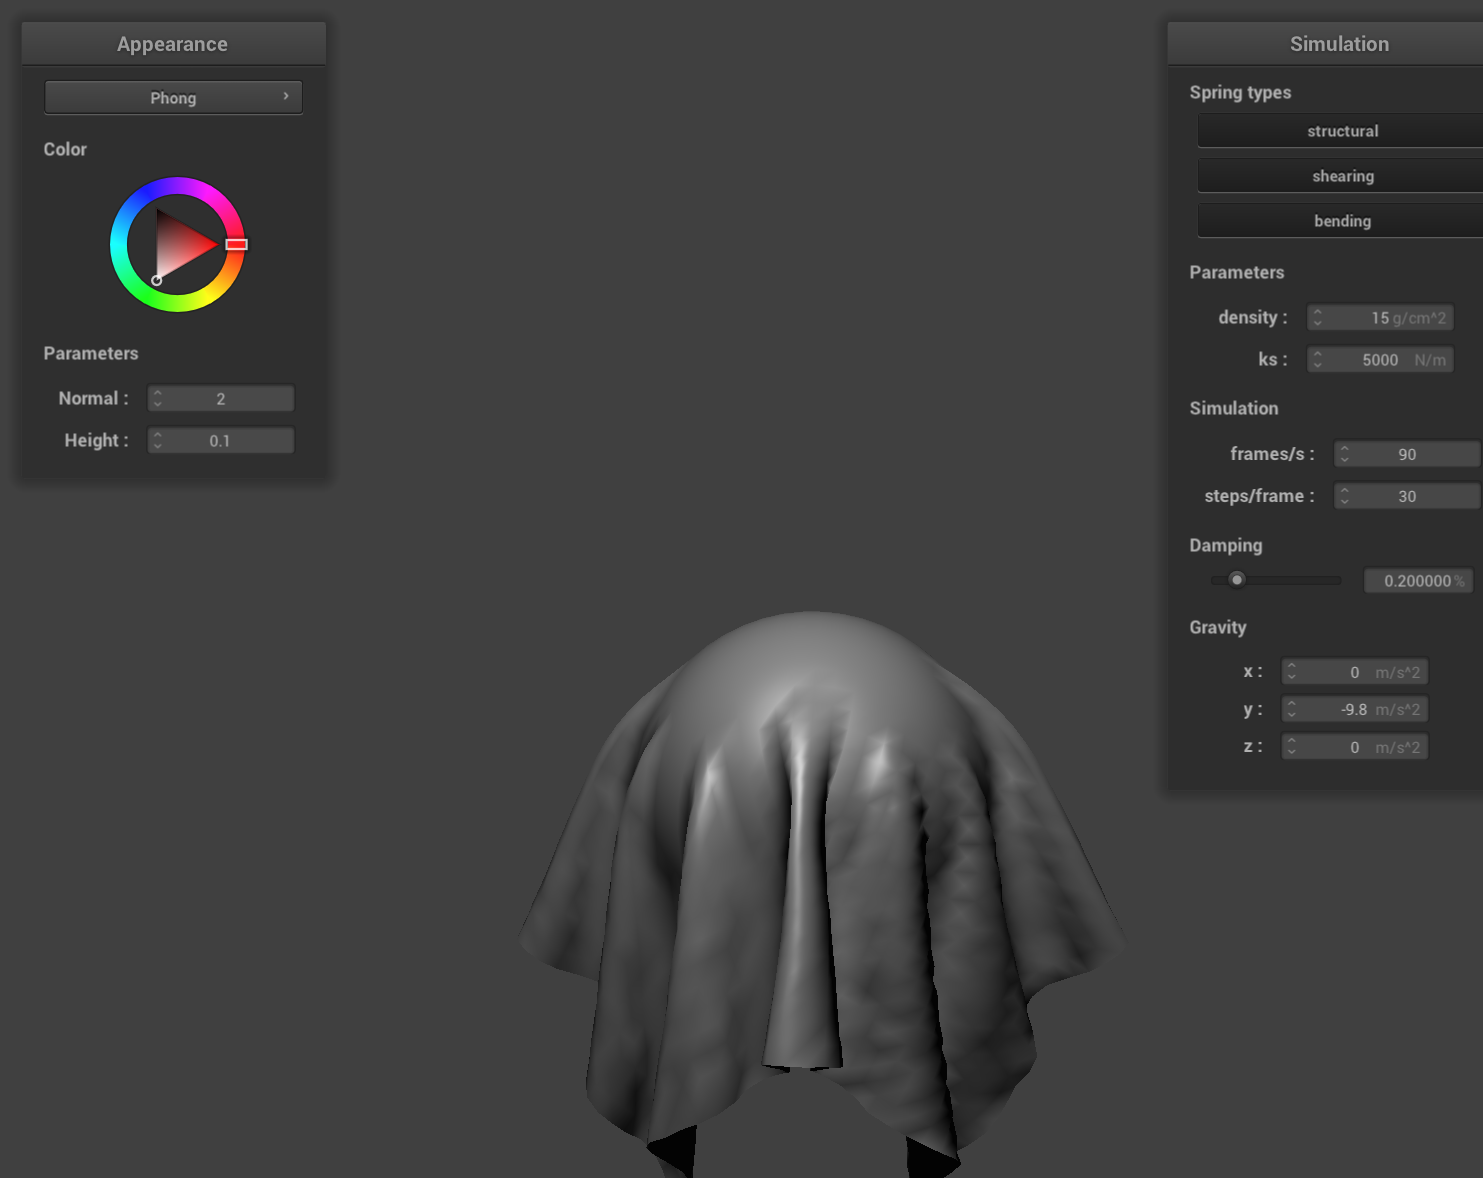 Appearance
Phong
Color
Parameters
Normal : 2
Height : 0.1
Simulation
Spring types
structural
shearing
bending
Parameters
density : 15 g/cm^2
ks : 5000 N/m
Simulation
frames/s : 90
steps/frame : 30
Damping
0.200000 %
Gravity
x : 0 m/s^2
y : -9.8 m/s^2
z : 0 m/s^2